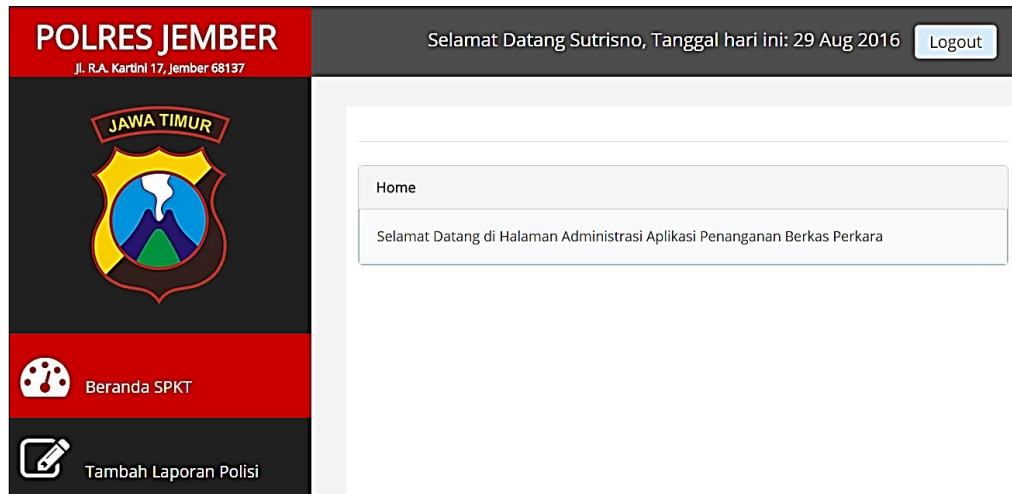 POLRES JEMBER
Jl. R.A. Kartini 17, Jember 68137
Selamat Datang Sutrisno, Tanggal hari ini: 29 Aug 2016
Logout
JAWA TIMUR
Home
Selamat Datang di Halaman Administrasi Aplikasi Penanganan Berkas Perkara
Beranda SPKT
Tambah Laporan Polisi